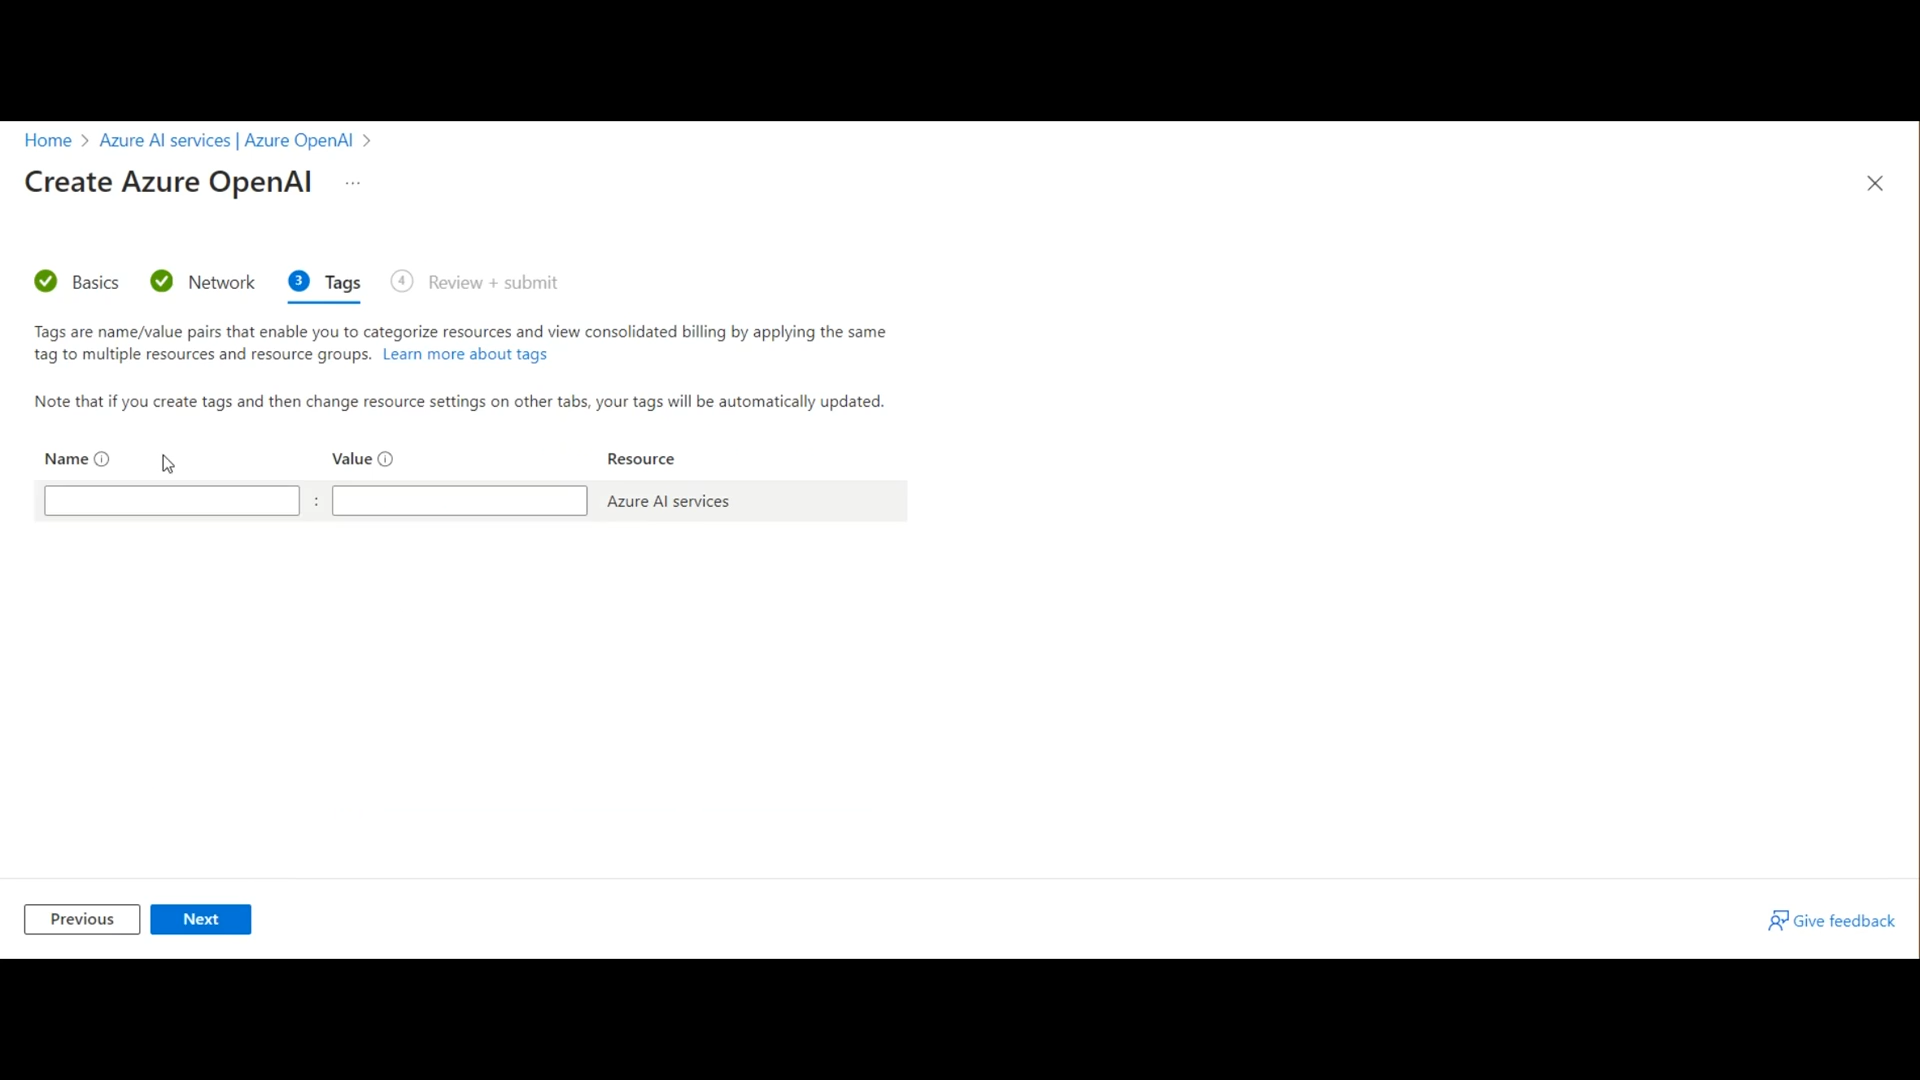 Home > Azure AI services | Azure OpenAI >
Create Azure OpenAI ...
Basics Network 3 Tags 4 Review + submit
Tags are name/value pairs that enable you to categorize resources and view consolidated billing by applying the same
tag to multiple resources and resource groups. Learn more about tags
Note that if you create tags and then change resource settings on other tabs, your tags will be automatically updated.
Name Value Resource
: Azure AI services
Previous Next Give feedback